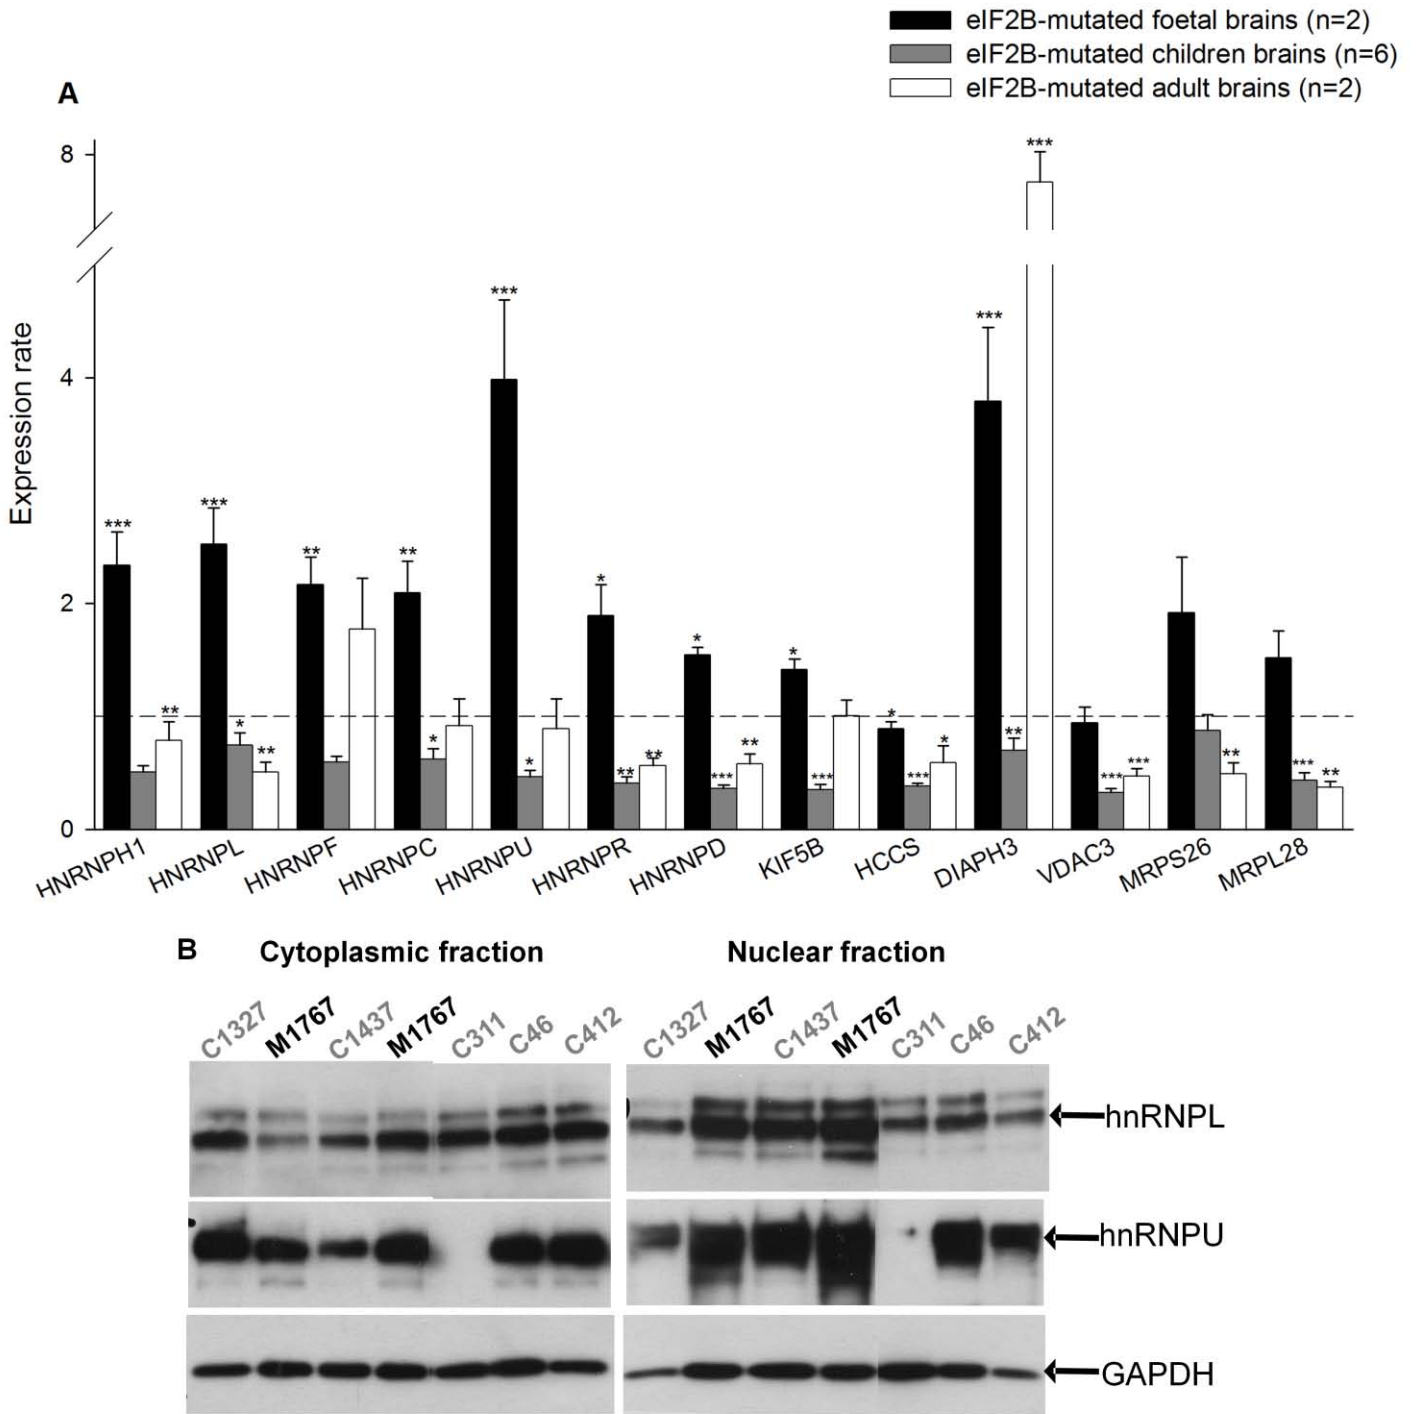 eIF2B-mutated foetal brains (n=2)
eIF2B-mutated children brains (n=6)
eIF2B-mutated adult brains (n=2)
A
Expression rate
8
4
2
0
*** ** *** * ** ** ** * *** * * ** ** * *** ** * *** * *** * *** ** *** *** *** ** *** **
HNRNPH1 HNRNPL HNRNPF HNRNPC HNRNPU HNRNPR HNRNPD KIF5B HCCS DIAPH3 VDAC3 MRPS26 MRPL28
B Cytoplasmic fraction Nuclear fraction
C1327 M1767 C1437 M1767 C311 C46 C412 C1327 M1767 C1437 M1767 C311 C46 C412
hnRNPL
hnRNPU
GAPDH